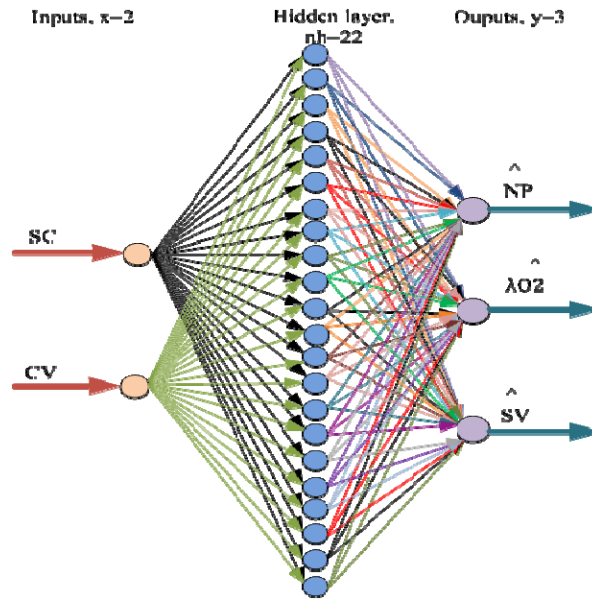 Inputs, x=2
Hidden layer,
nh=22
Ouputs, y=3
^
NP
SC
^
λO2
CV
^
SV